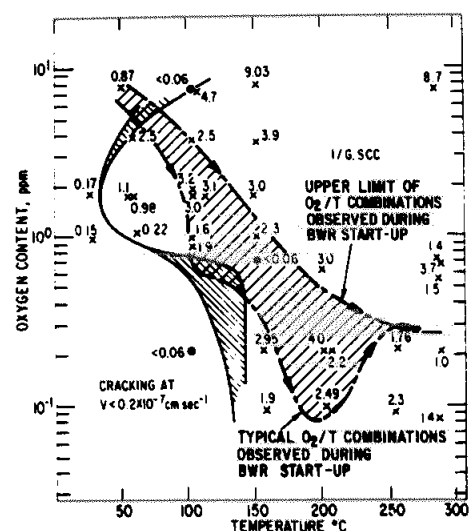 10¹
0.87
<0.06
4.7
9.03
8.7
2.5
2.5
3.9
0.17
1.1
3.2
3.1
3.0
I/G.SCC
0.98
3.0
UPPER LIMIT OF
O₂/T COMBINATIONS
OBSERVED DURING
BWR START-UP
0.15
0.22
1.6
2.3
10⁰
1.9
<0.06
3.0
1.4
3.7
1.5
OXYGEN CONTENT, ppm
<0.06
2.95
4.0
2.2
1.76
1.0
CRACKING AT
V<0.2X10⁻⁷cm sec⁻¹
1.9
2.49
2.3
14
10⁻¹
TYPICAL O₂/T COMBINATIONS
OBSERVED DURING
BWR START-UP
0 50 100 150 200 250 300
TEMPERATURE °C